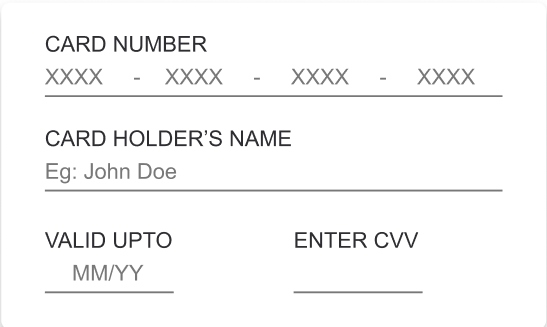 CARD NUMBER
XXXX - XXXX - XXXX - XXXX
CARD HOLDER’S NAME
Eg: John Doe
VALID UPTO ENTER CVV
MM/YY